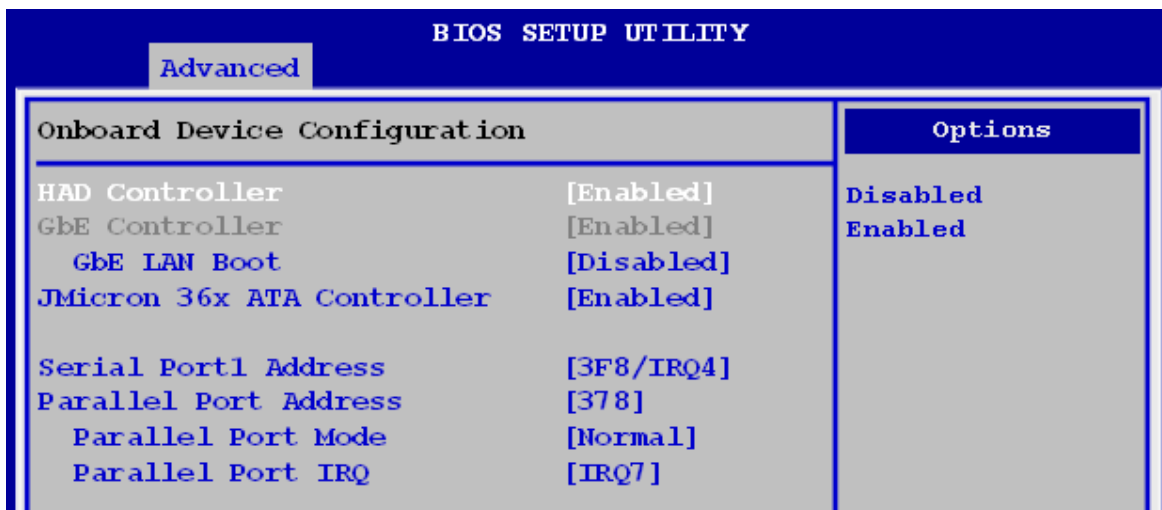 BIOS SETUP UTILITY
Advanced
Onboard Device Configuration
HAD Controller [Enabled]
GbE Controller [Enabled]
GbE LAN Boot [Disabled]
JMicron 36x ATA Controller [Enabled]
Serial Port1 Address [3F8/IRQ4]
Parallel Port Address [378]
Parallel Port Mode [Normal]
Parallel Port IRQ [IRQ7]
Options
Disabled
Enabled